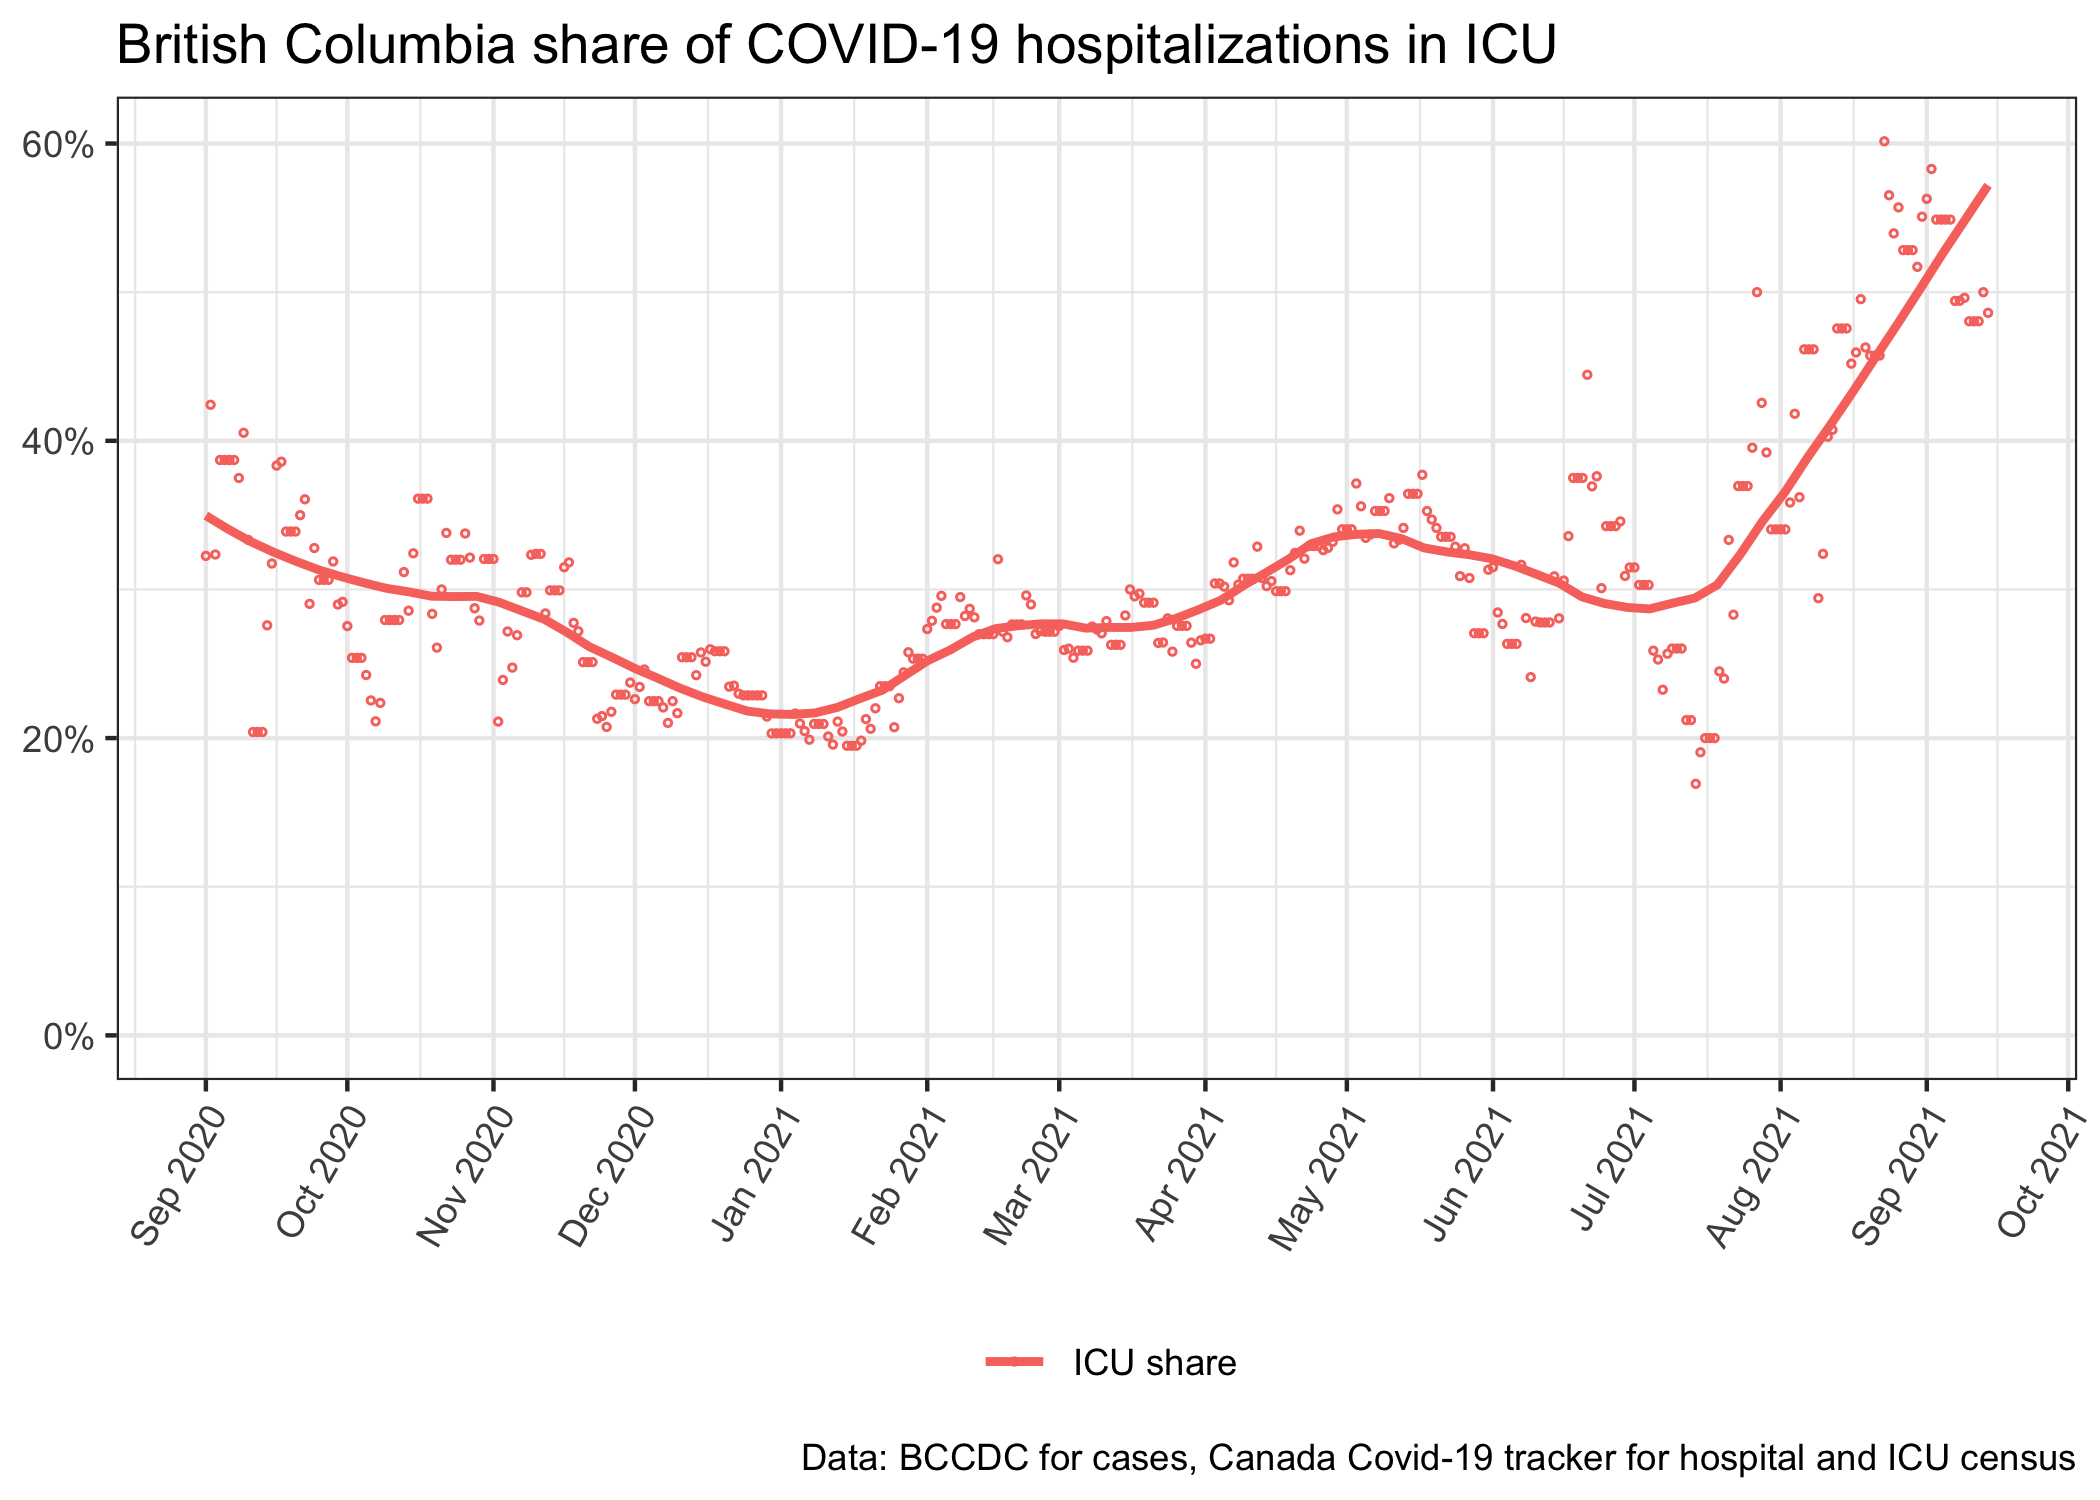 British Columbia share of COVID-19 hospitalizations in ICU
60%
40%
20%
0%
Sep 2020
Oct 2020
Nov 2020
Dec 2020
Jan 2021
Feb 2021
Mar 2021
Apr 2021
May 2021
Jun 2021
Jul 2021
Aug 2021
Sep 2021
Oct 2021
ICU share
Data: BCCDC for cases, Canada Covid-19 tracker for hospital and ICU census